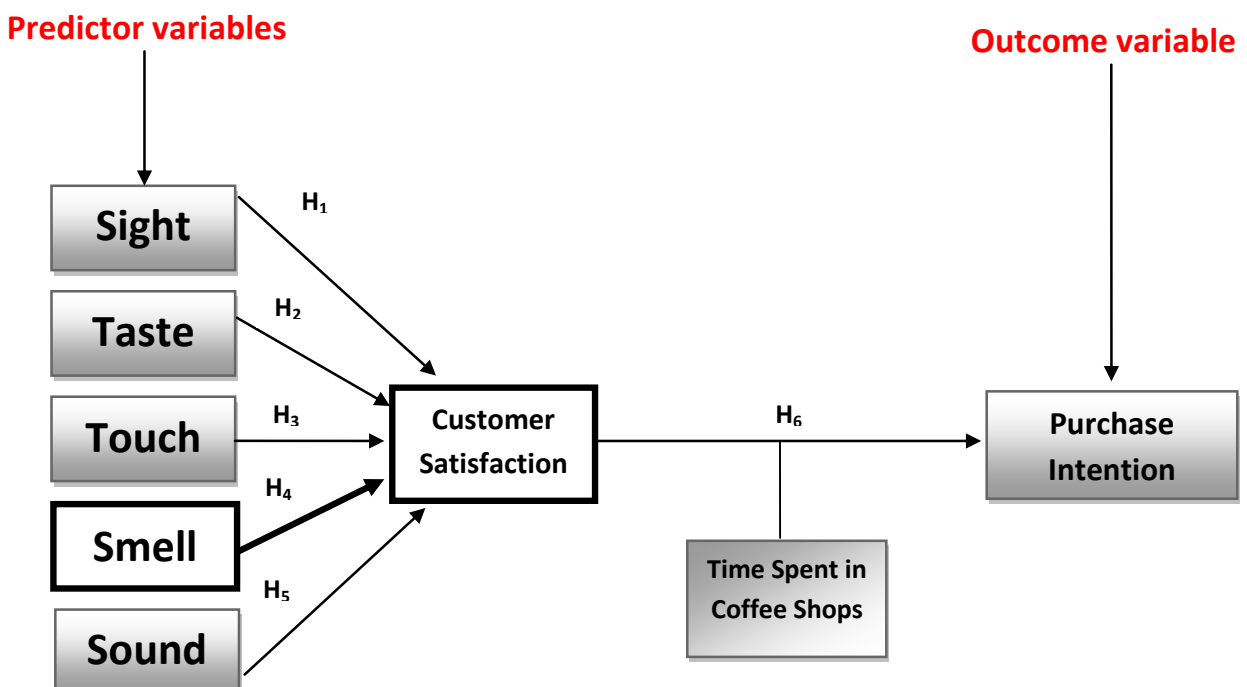 Predictor variables
Outcome variable
Sight
H₁
Taste
H₂
Touch
H₃
Customer
Satisfaction
H₆
Purchase
Intention
H₄
Smell
Time Spent in
Coffee Shops
H₅
Sound